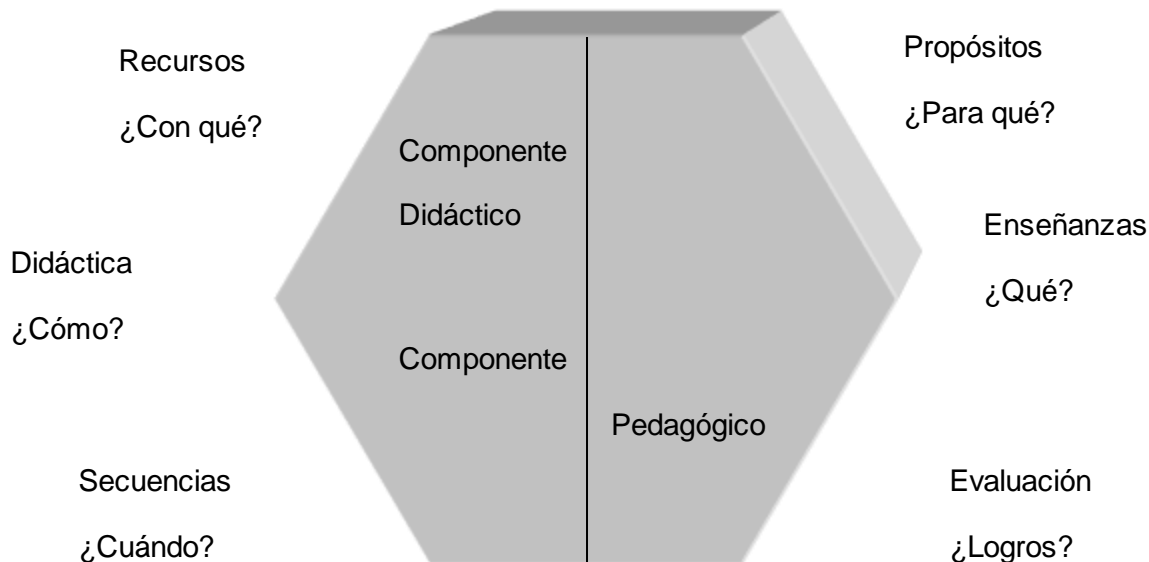 Recursos
¿Con qué?
Propósitos
¿Para qué?
Componente
Didáctico
Enseñanzas
¿Qué?
Didáctica
¿Cómo?
Componente
Pedagógico
Secuencias
¿Cuándo?
Evaluación
¿Logros?